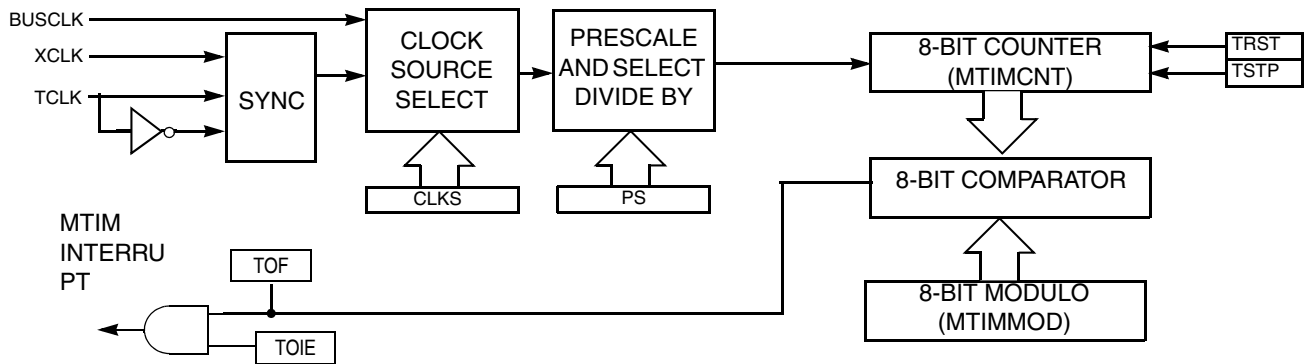 BUSCLK
XCLK
TCLK
SYNC
CLOCK
SOURCE
SELECT
PRESCALE
AND SELECT
DIVIDE BY
8-BIT COUNTER
(MTIMCNT)
TRST
TSTP
CLKS
PS
8-BIT COMPARATOR
MTIM
INTERRU
PT
TOF
TOIE
8-BIT MODULO
(MTIMMOD)